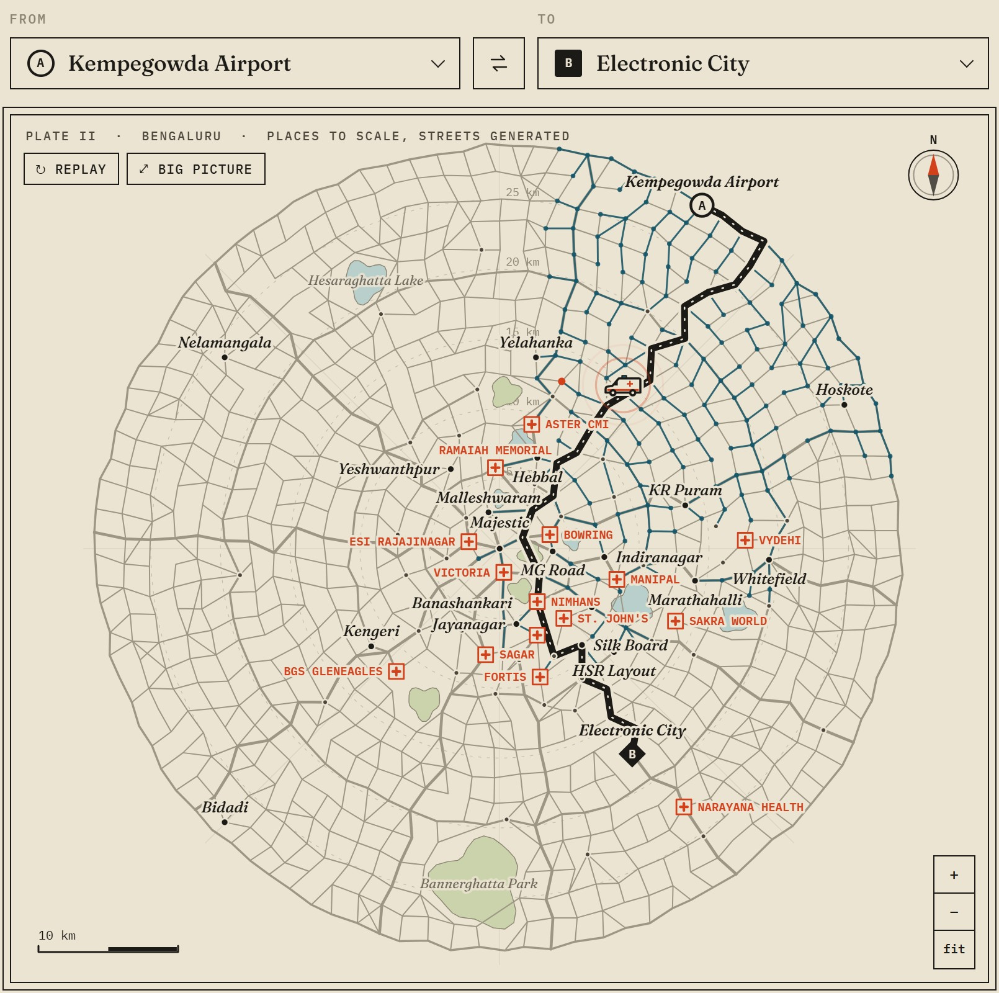 FROM
TO
A Kempegowda Airport
B Electronic City
PLATE II · BENGALURU · PLACES TO SCALE, STREETS GENERATED
N
REPLAY
BIG PICTURE
Kempegowda Airport
25 km
A
20 km
Hesaraghatta Lake
15 km
Nelamangala
Yelahanka
Hoskote
10 km
ASTER CMI
RAMAIAH MEMORIAL
Yeshwanthpur
5
Hebbal
KR Puram
Malleshwaram
Majestic
BOWRING
ESI RAJAJINAGAR
VYDEHI
Indiranagar
VICTORIA
MG Road
MANIPAL
Whitefield
Banashankari
NIMHANS
Marathahalli
ST. JOHN'S
SAKRA WORLD
Jayanagar
Kengeri
Silk Board
SAGAR
BGS GLENEAGLES
HSR Layout
FORTIS
Electronic City
B
Bidadi
NARAYANA HEALTH
Bannerghatta Park
+
−
fit
10 km